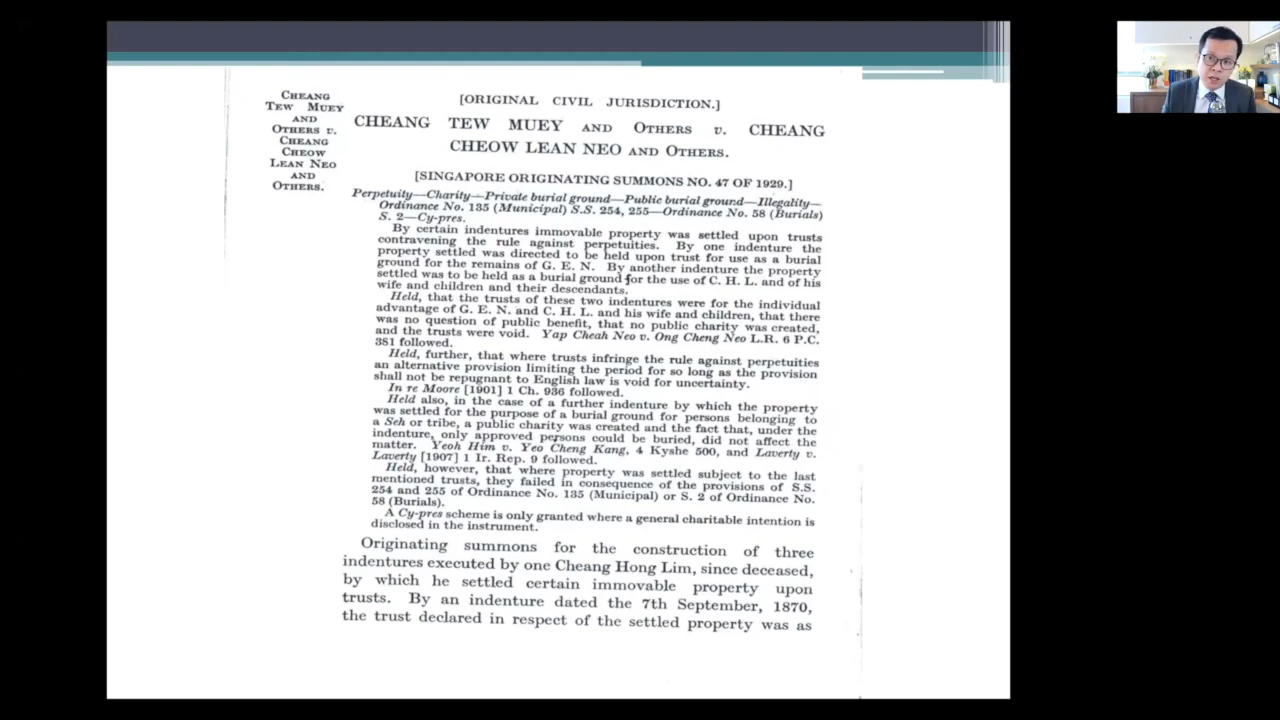 CHEANG
TEW MUEY
AND
OTHERS v.
CHEANG
CHEOW
LEAN NEO
AND
OTHERS.
[ORIGINAL CIVIL JURISDICTION.]
CHEANG TEW MUEY AND OTHERS v. CHEANG
CHEOW LEAN NEO AND OTHERS.
[SINGAPORE ORIGINATING SUMMONS NO. 47 OF 1929.]
Perpetuity—Charity—Private burial ground—Public burial ground—Illegality—
Ordinance No. 135 (Municipal) S.S. 254, 255—Ordinance No. 58 (Burials)
S. 2—Cy-pres.
By certain indentures immovable property was settled upon trusts
contravening the rule against perpetuities. By one indenture the
property settled was directed to be held upon trust for use as a burial
ground for the remains of G. E. N. By another indenture the property
settled was to be held as a burial ground for the use of C. H. L. and of his
wife and children and their descendants.
Held, that the trusts of these two indentures were for the individual
advantage of G. E. N. and C. H. L. and his wife and children, that there
was no question of public benefit, that no public charity was created,
and the trusts were void. Yap Cheah Neo v. Ong Cheng Neo L.R. 6 P.C.
381 followed.
Held, further, that where trusts infringe the rule against perpetuities
an alternative provision limiting the period for so long as the provision
shall not be repugnant to English law is void for uncertainty.
In re Moore [1901] 1 Ch. 936 followed.
Held also, in the case of a further indenture by which the property
was settled for the purpose of a burial ground for persons belonging to
a Seh or tribe, a public charity was created and the fact that, under the
indenture, only approved persons could be buried, did not affect the
matter. Yeoh Him v. Yeo Cheng Kang, 4 Kyshe 500, and Laverty v.
Laverty [1907] 1 Ir. Rep. 9 followed.
Held, however, that where property was settled subject to the last
mentioned trusts, they failed in consequence of the provisions of S.S.
254 and 255 of Ordinance No. 135 (Municipal) or S. 2 of Ordinance No.
58 (Burials).
A Cy-pres scheme is only granted where a general charitable intention is
disclosed in the instrument.
Originating summons for the construction of three
indentures executed by one Cheang Hong Lim, since deceased,
by which he settled certain immovable property upon
trusts. By an indenture dated the 7th September, 1870,
the trust declared in respect of the settled property was as